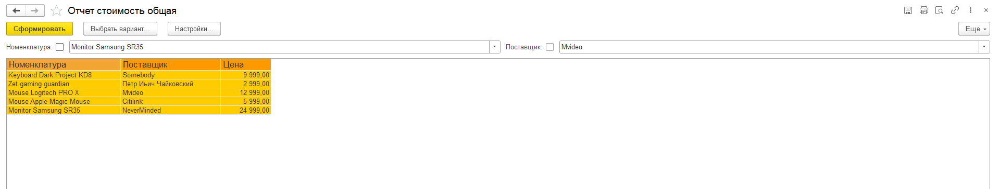 Отчет стоимость общая
Сформировать Выбрать вариант... Настройки... Еще
Номенклатура: Monitor Samsung SR35 Поставщик: Mvideo
Номенклатура Поставщик Цена
Keyboard Dark Project KD8 Somebody 9 999,00
Zet gaming guardian Петр Иьич Чайковский 2 999,00
Mouse Logitech PRO X Mvideo 12 999,00
Mouse Apple Magic Mouse Citilink 5 999,00
Monitor Samsung SR35 NeverMinded 24 999,00